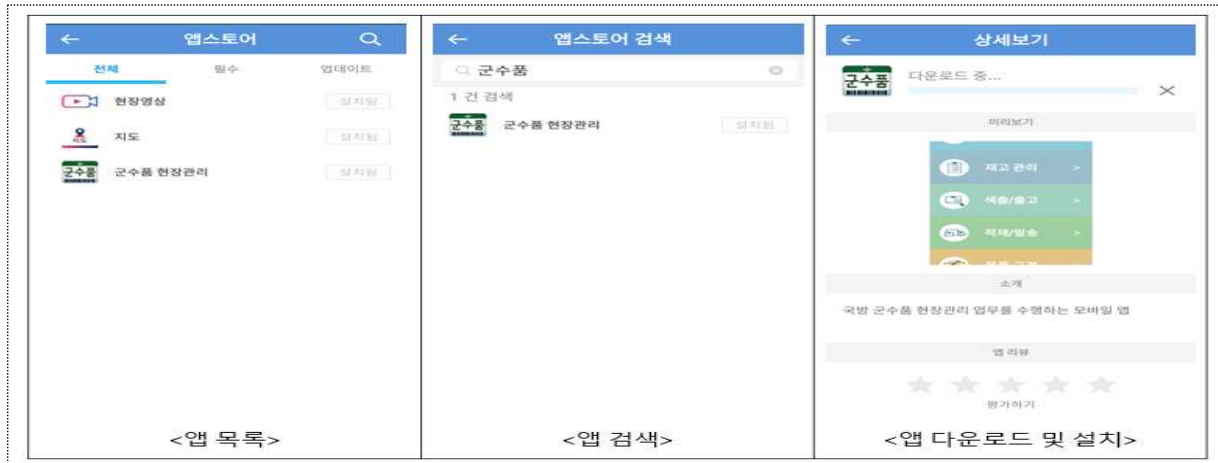 앱스토어
전체 필수 업데이트
현장영상 설치됨
지도
지도 설치됨
군수품
군수품 현장관리 설치됨
<앱 목록>
앱스토어 검색
군수품
1 건 검색
군수품
군수품 현장관리 설치됨
<앱 검색>
상세보기
군수품
다운로드 중...
미리보기
재고 관리 >
색출/출고 >
적재/발송 >
소개
국방 군수품 현장관리 업무를 수행하는 모바일 앱
앱 리뷰
평가하기
<앱 다운로드 및 설치>